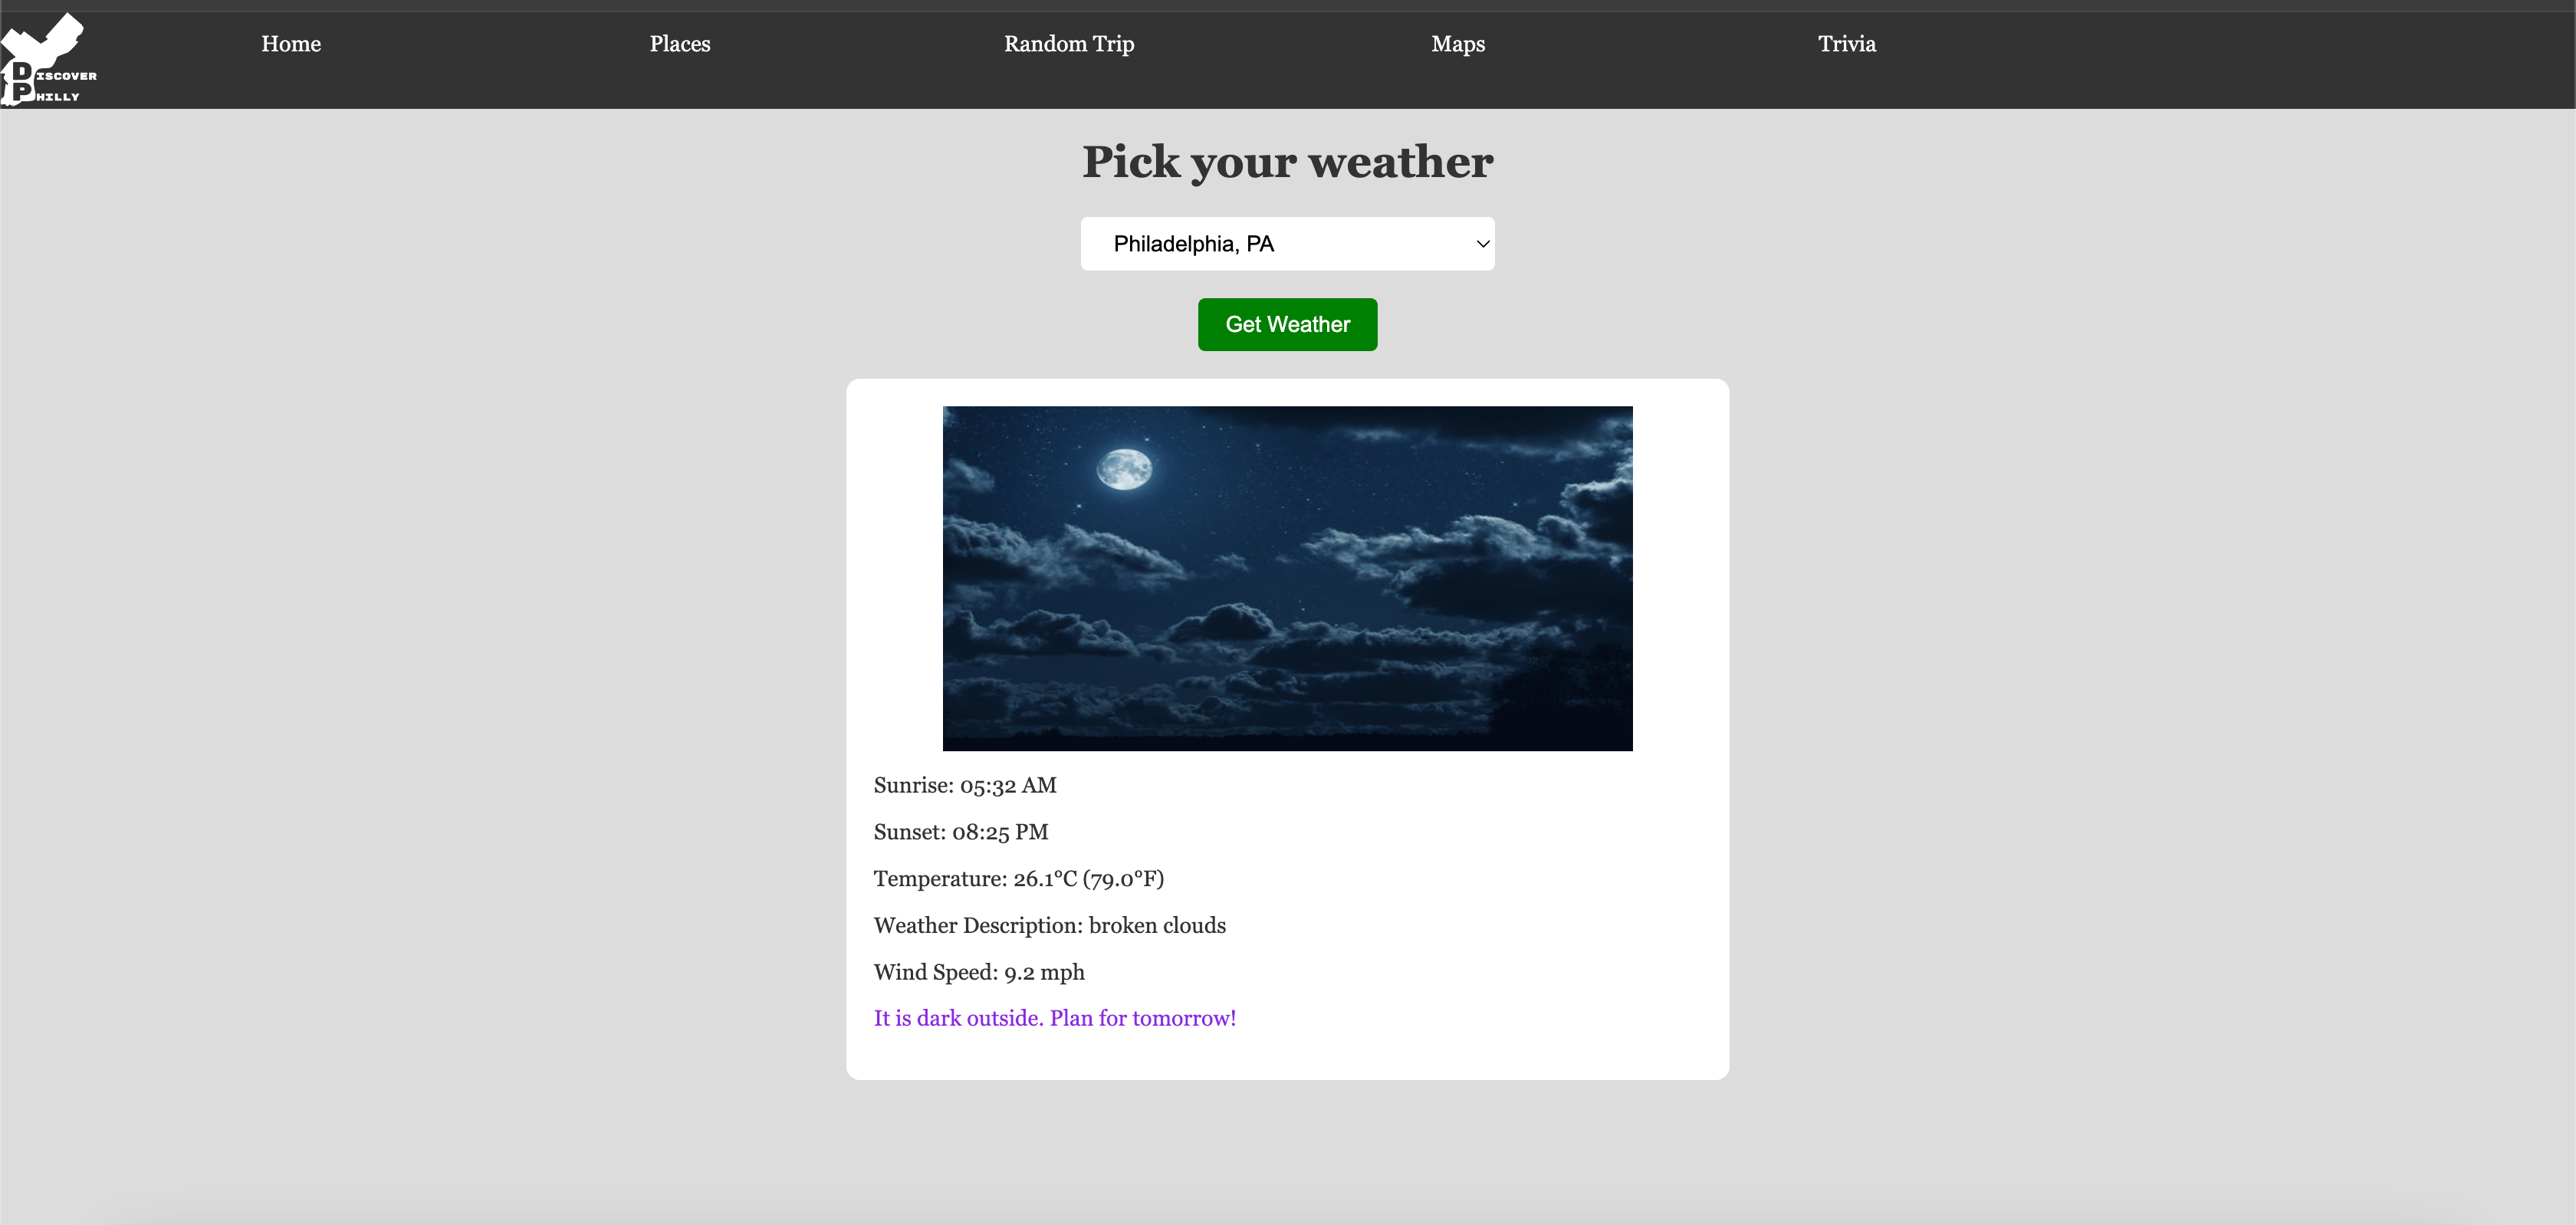 Home
Places
Random Trip
Maps
Trivia
Discover
Philly
Pick your weather
Philadelphia, PA
Get Weather
Sunrise: 05:32 AM
Sunset: 08:25 PM
Temperature: 26.1°C (79.0°F)
Weather Description: broken clouds
Wind Speed: 9.2 mph
It is dark outside. Plan for tomorrow!